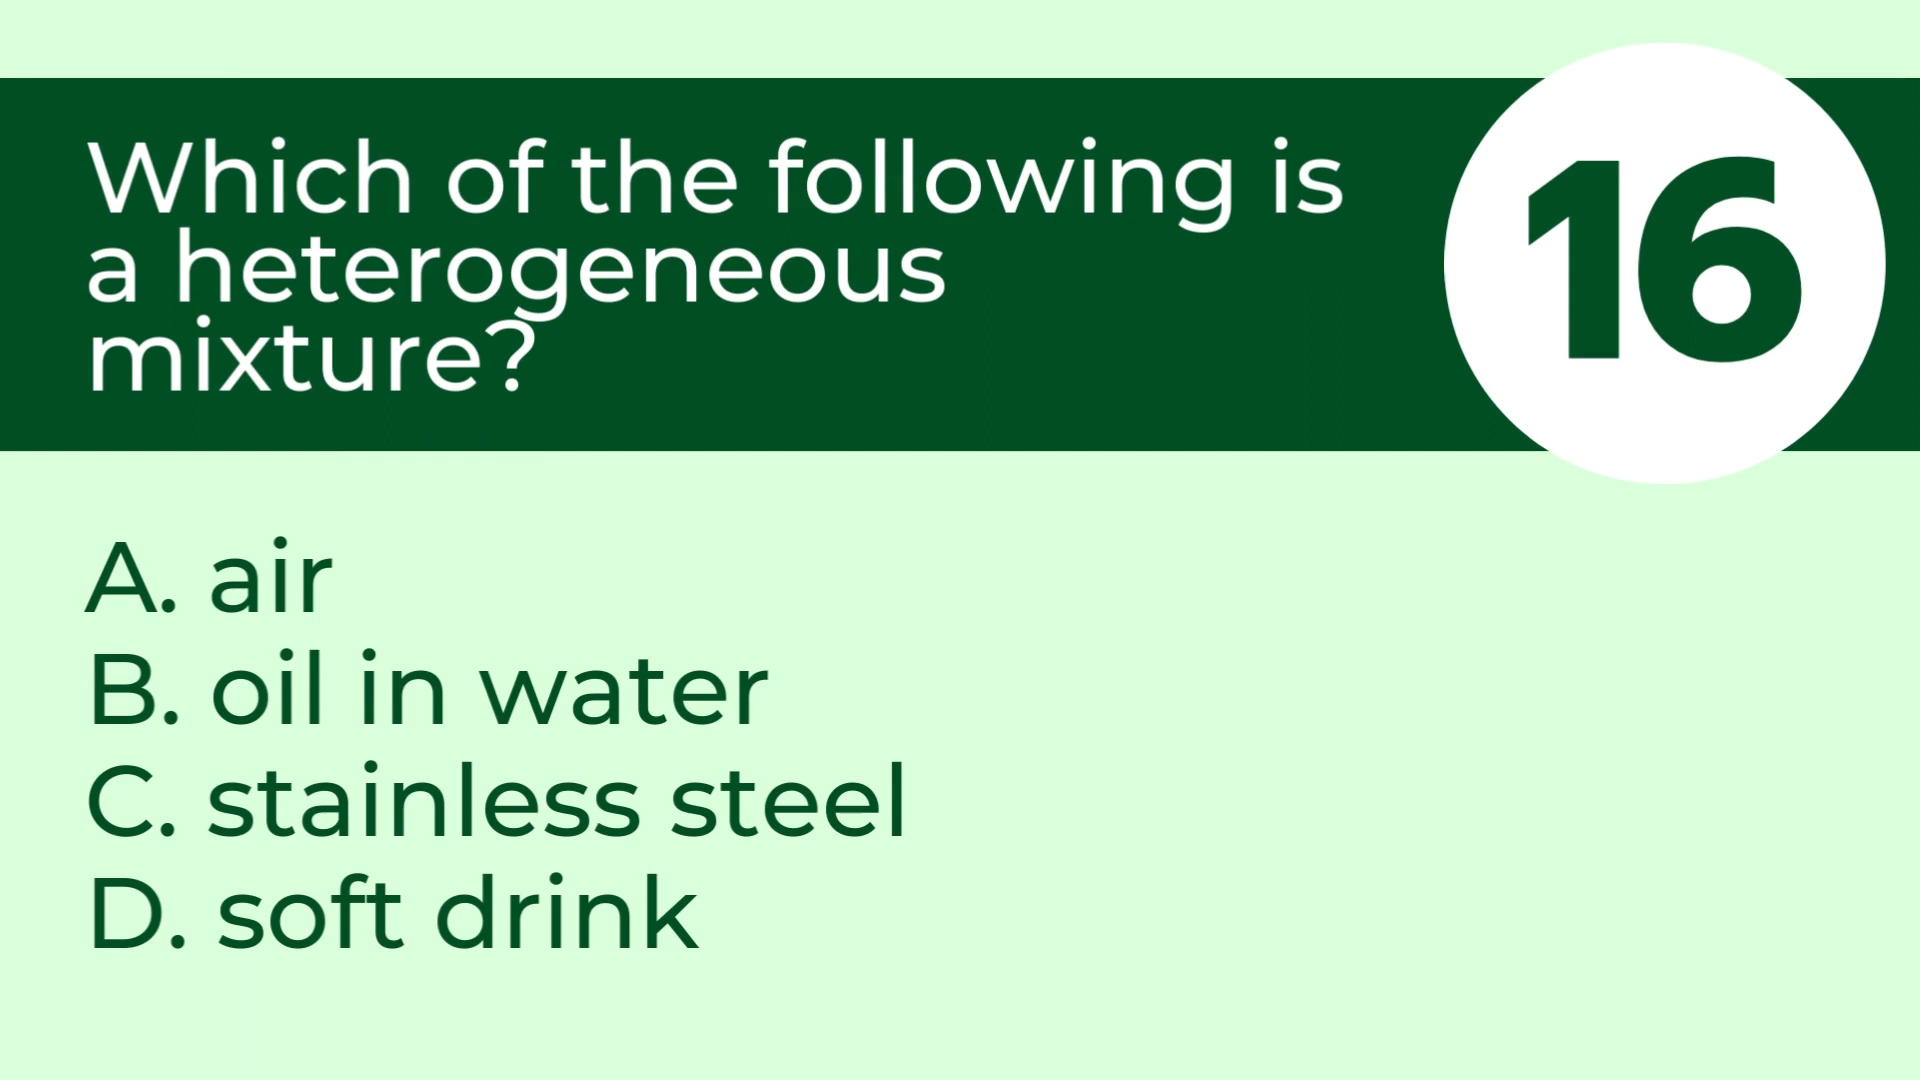 Which of the following is
a heterogeneous
mixture?
16
A. air
B. oil in water
C. stainless steel
D. soft drink